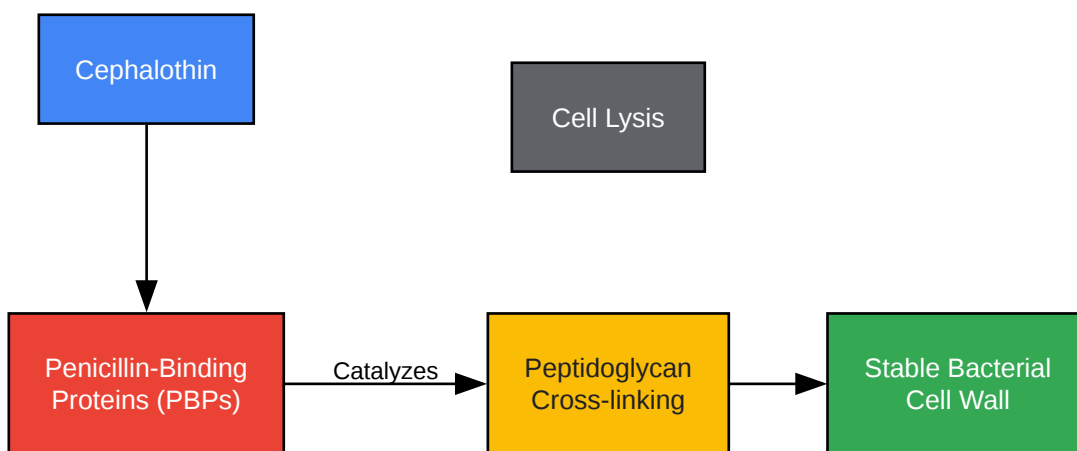 Cephalothin
Cell Lysis
Penicillin-Binding
Proteins (PBPs)
Catalyzes
Peptidoglycan
Cross-linking
Stable Bacterial
Cell Wall